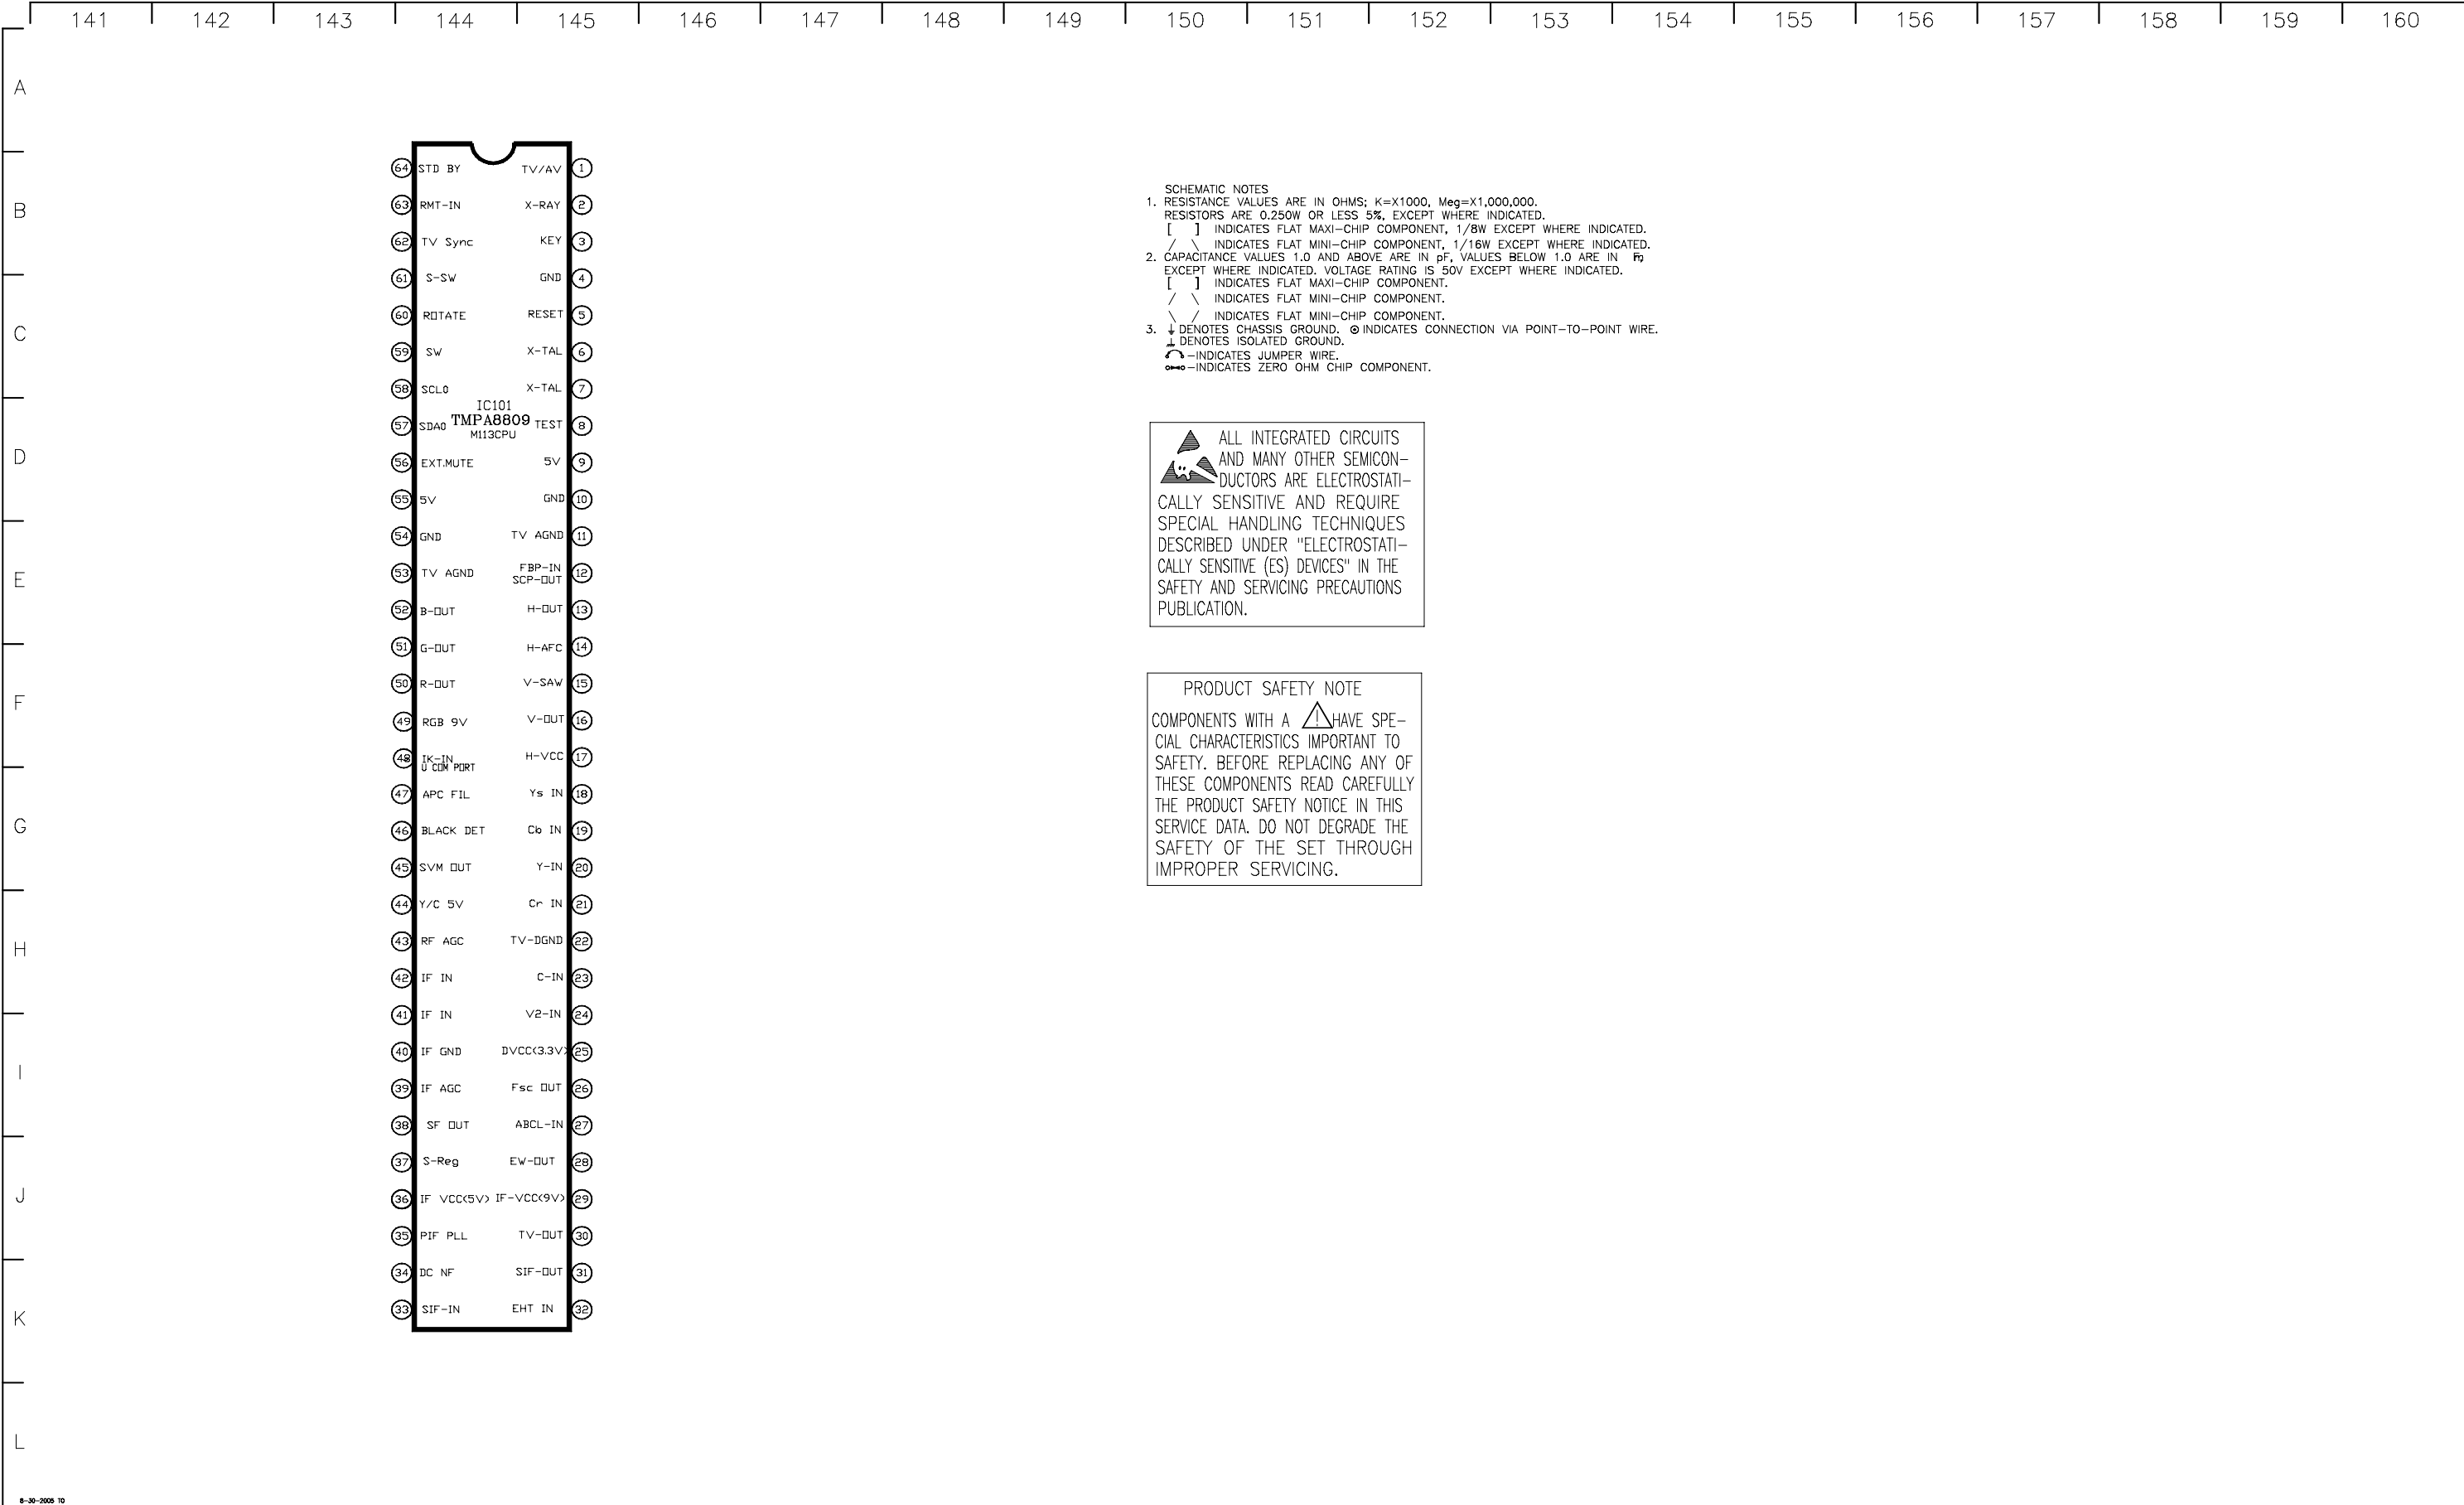 141 142 143 144 145 146 147 148 149 150 151 152 153 154 155 156 157 158 159 160
A
B
C
D
E
F
G
H
I
J
K
L
64 STD BY TV/AV 1
63 RMT-IN X-RAY 2
62 TV Sync KEY 3
61 S-SW GND 4
60 ROTATE RESET 5
59 SW X-TAL 6
58 SCL0 X-TAL 7
IC101
TMPA8809
M113CPU
57 SDA0 TEST 8
56 EXT.MUTE 5V 9
55 5V GND 10
54 GND TV AGND 11
53 TV AGND FBP-IN 12
SCP-OUT
52 B-OUT H-OUT 13
51 G-OUT H-AFC 14
50 R-OUT V-SAW 15
49 RGB 9V V-OUT 16
48 IK-IN H-VCC 17
U COM PORT
47 APC FIL Ys IN 18
46 BLACK DET Cb IN 19
45 SVM OUT Y-IN 20
44 Y/C 5V Cr IN 21
43 RF AGC TV-DGND 22
42 IF IN C-IN 23
41 IF IN V2-IN 24
40 IF GND DVCC(3.3V) 25
39 IF AGC Fsc OUT 26
38 SF OUT ABCL-IN 27
37 S-Reg EW-OUT 28
36 IF VCC(5V) IF-VCC(9V) 29
35 PIF PLL TV-OUT 30
34 DC NF SIF-OUT 31
33 SIF-IN EHT IN 32
SCHEMATIC NOTES
1. RESISTANCE VALUES ARE IN OHMS; K=X1000, Meg=X1,000,000.
RESISTORS ARE 0.250W OR LESS 5%, EXCEPT WHERE INDICATED.
[ ] INDICATES FLAT MAXI-CHIP COMPONENT, 1/8W EXCEPT WHERE INDICATED.
/ \ INDICATES FLAT MINI-CHIP COMPONENT, 1/16W EXCEPT WHERE INDICATED.
2. CAPACITANCE VALUES 1.0 AND ABOVE ARE IN pF, VALUES BELOW 1.0 ARE IN
EXCEPT WHERE INDICATED. VOLTAGE RATING IS 50V EXCEPT WHERE INDICATED.
[ ] INDICATES FLAT MAXI-CHIP COMPONENT.
/ \ INDICATES FLAT MINI-CHIP COMPONENT.
\ / INDICATES FLAT MINI-CHIP COMPONENT.
3. DENOTES CHASSIS GROUND. INDICATES CONNECTION VIA POINT-TO-POINT WIRE.
DENOTES ISOLATED GROUND.
-INDICATES JUMPER WIRE.
-INDICATES ZERO OHM CHIP COMPONENT.
ALL INTEGRATED CIRCUITS
AND MANY OTHER SEMICON-
DUCTORS ARE ELECTROSTATI-
CALLY SENSITIVE AND REQUIRE
SPECIAL HANDLING TECHNIQUES
DESCRIBED UNDER "ELECTROSTATI-
CALLY SENSITIVE (ES) DEVICES" IN THE
SAFETY AND SERVICING PRECAUTIONS
PUBLICATION.
PRODUCT SAFETY NOTE
COMPONENTS WITH A ! HAVE SPE-
CIAL CHARACTERISTICS IMPORTANT TO
SAFETY. BEFORE REPLACING ANY OF
THESE COMPONENTS READ CAREFULLY
THE PRODUCT SAFETY NOTICE IN THIS
SERVICE DATA. DO NOT DEGRADE THE
SAFETY OF THE SET THROUGH
IMPROPER SERVICING.
8-30-2005 TO